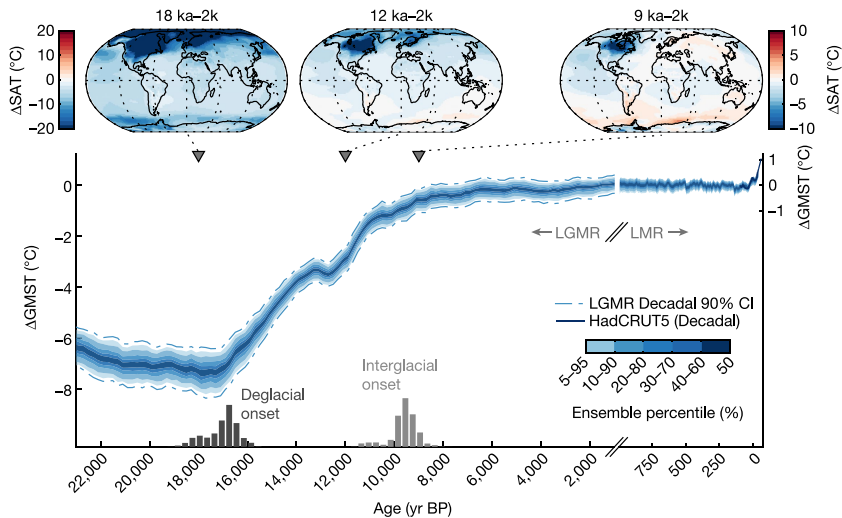 18 ka–2k
12 ka–2k
9 ka–2k
20
10
0
−10
−20
ΔSAT (°C)
10
5
0
−5
−10
ΔSAT (°C)
0
−2
−4
−6
−8
ΔGMST (°C)
1
0
−1
ΔGMST (°C)
LGMR
LMR
LGMR Decadal 90% CI
HadCRUT5 (Decadal)
5–95
10–90
20–80
30–70
40–60
50
Ensemble percentile (%)
Deglacial
onset
Interglacial
onset
22,000
20,000
18,000
16,000
14,000
12,000
10,000
8,000
6,000
4,000
2,000
750
500
250
0
Age (yr BP)